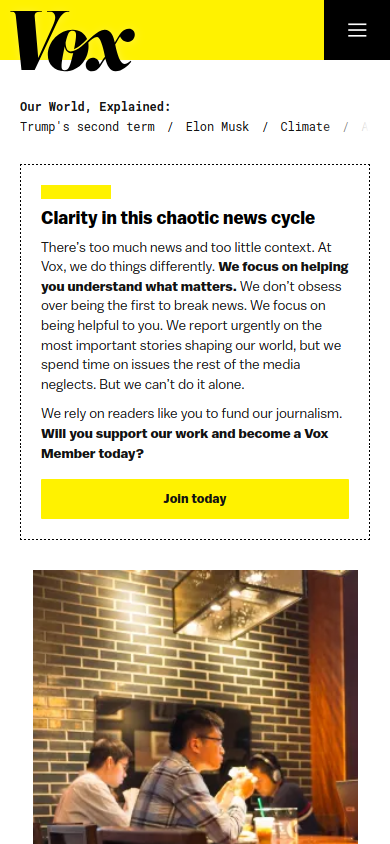 Vox
Our World, Explained:
Trump's second term / Elon Musk / Climate /
Clarity in this chaotic news cycle
There's too much news and too little context. At
Vox, we do things differently. We focus on helping
you understand what matters. We don't obsess
over being the first to break news. We focus on
being helpful to you. We report urgently on the
most important stories shaping our world, but we
spend time on issues the rest of the media
neglects. But we can't do it alone.
We rely on readers like you to fund our journalism.
Will you support our work and become a Vox
Member today?
Join today